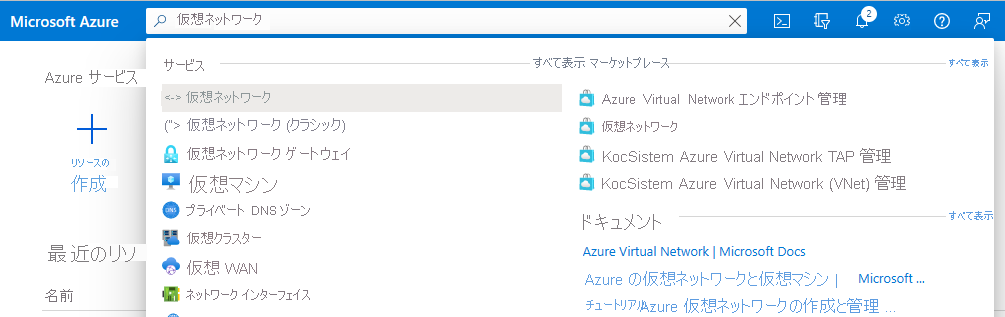 Microsoft Azure
仮想ネットワーク
2
Azure サービス
リソースの
作成
最近のリソ
名前
サービス
すべて表示
<-> 仮想ネットワーク
仮想ネットワーク (クラシック)
仮想ネットワーク ゲートウェイ
仮想マシン
DNS プライベート DNS ゾーン
仮想クラスター
仮想 WAN
ネットワーク インターフェイス
マーケットプレース
すべて表示
Azure Virtual Network エンドポイント 管理
仮想ネットワーク
KocSistem Azure Virtual Network TAP 管理
KocSistem Azure Virtual Network (VNet) 管理
ドキュメント
すべて表示
Azure Virtual Network | Microsoft Docs
Azure の仮想ネットワークと仮想マシン | Microsoft ...
チュートリアルAzure 仮想ネットワークの作成と管理 ...